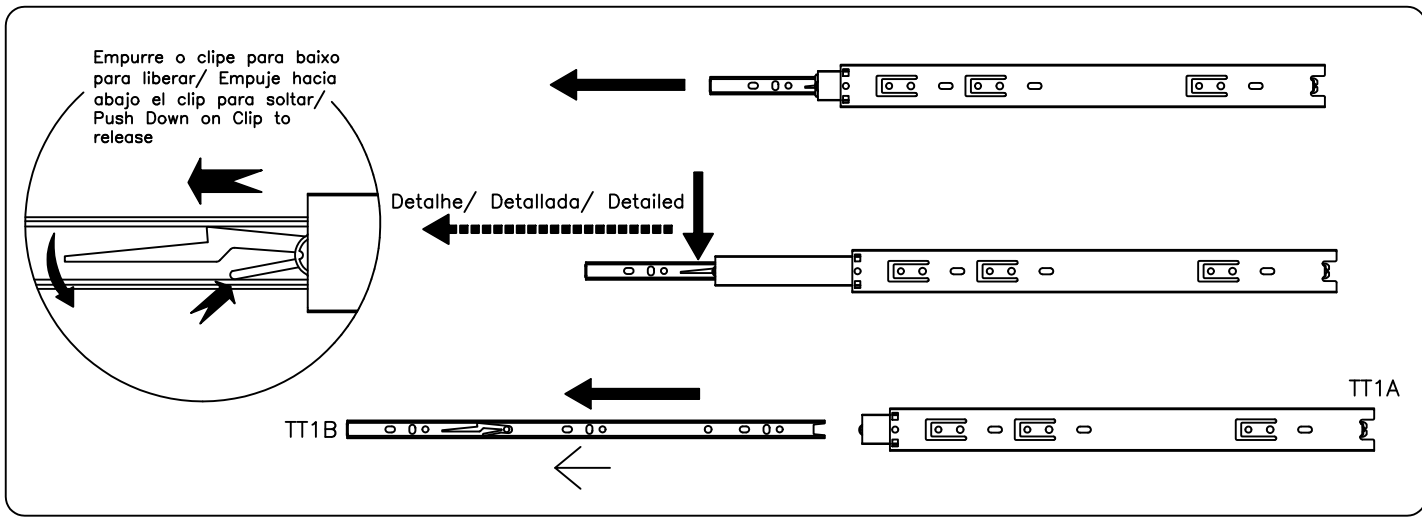 Empurre o clipe para baixo
para liberar/ Empuje hacia
abajo el clip para soltar/
Push Down on Clip to
release
Detalhe/ Detallada/ Detailed
TT1A
TT1B